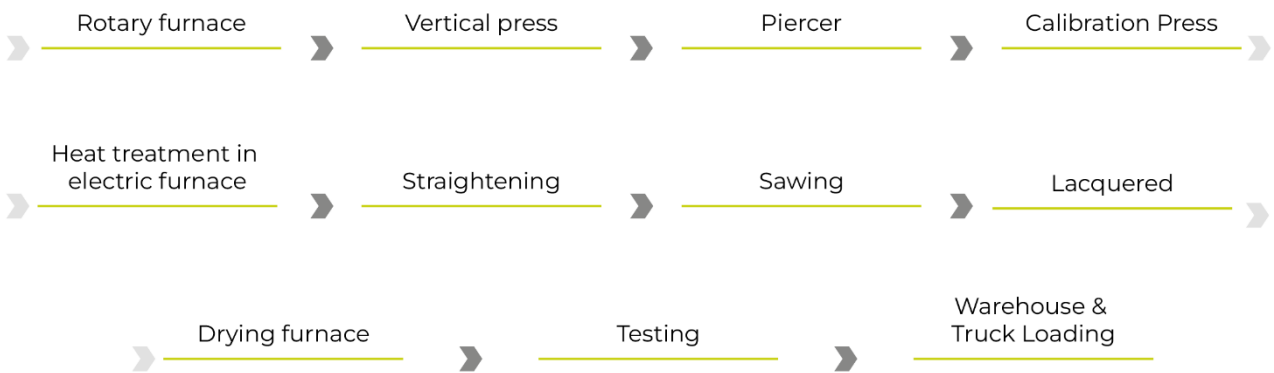 Rotary furnace
Vertical press
Piercer
Calibration Press
Heat treatment in
electric furnace
Straightening
Sawing
Lacquered
Drying furnace
Testing
Warehouse &
Truck Loading